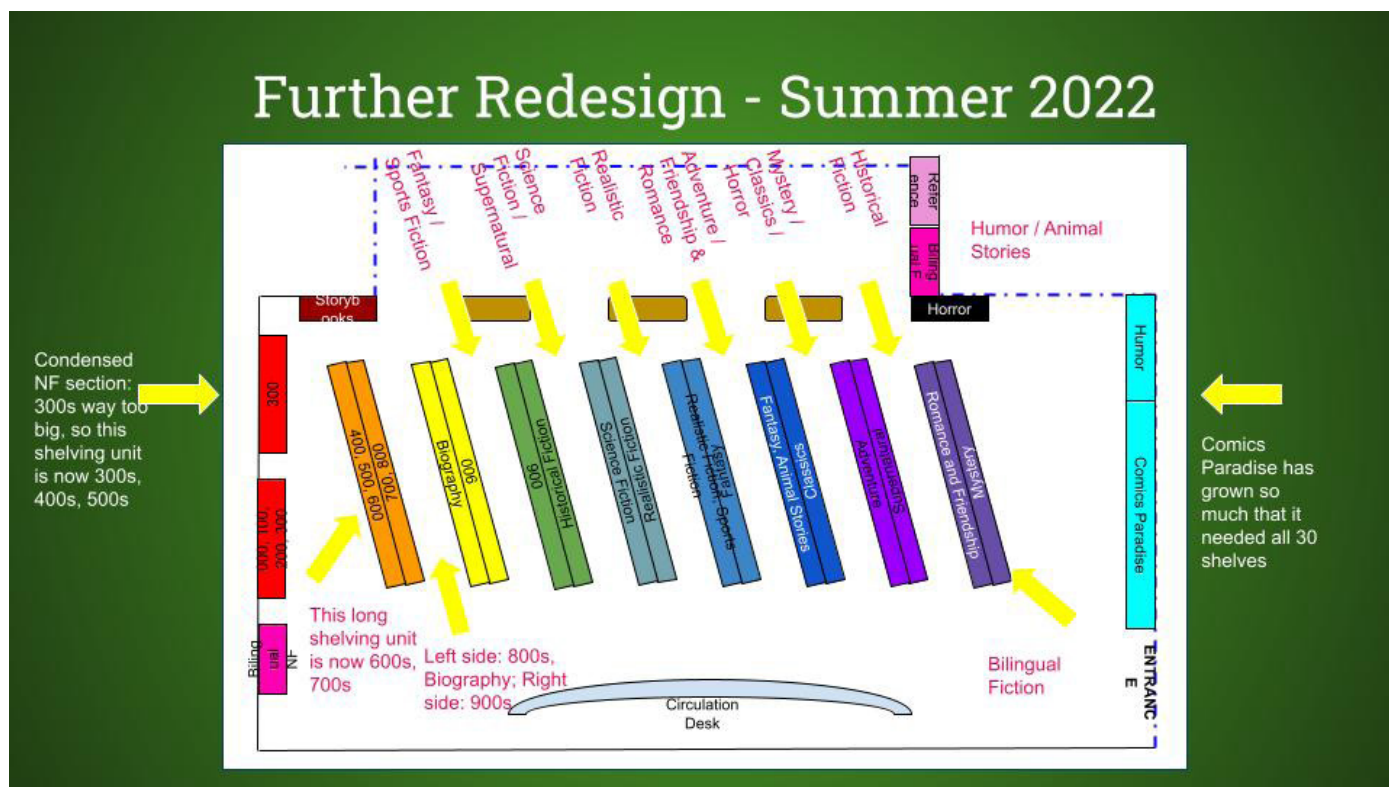 Further Redesign - Summer 2022
Fantasy /
Sports Fiction
Science
Fiction /
Supernatural
Realistic
Fiction
Adventure /
Friendship &
Romance
Mystery /
Classics /
Horror
Historical
Fiction
Refer
ence
Biling
ual F
Humor / Animal
Stories
Storyb
ooks
Horror
Condensed
NF section:
300s way too
big, so this
shelving unit
is now 300s,
400s, 500s
300
000, 100,
200, 300
Biling
ual
NF
700, 800
400, 500, 600
900
Biography
Historical Fiction
900
Realistic Fiction
Science Fiction
Fantasy
Realistic Fiction, Sports
Fiction
Classics
Fantasy, Animal Stories
Supernatural
Adventure
Mystery
Romance and Friendship
Humor
Comics Paradise
Comics
Paradise has
grown so
much that it
needed all 30
shelves
This long
shelving unit
is now 600s,
700s
Left side: 800s,
Biography; Right
side: 900s
Circulation
Desk
Bilingual
Fiction
ENTRANC
E